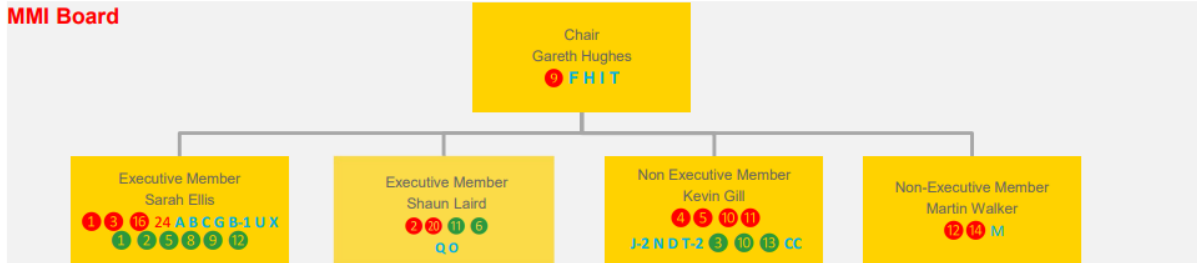 MMI Board
Chair
Gareth Hughes
9 F H I T
Executive Member
Sarah Ellis
1 3 16 24 A B C G B-1 U X
1 2 5 8 9 12
Executive Member
Shaun Laird
2 20 11 6
Q O
Non Executive Member
Kevin Gill
4 5 10 11
J-2 N D T-2 3 10 13 CC
Non-Executive Member
Martin Walker
12 14 M